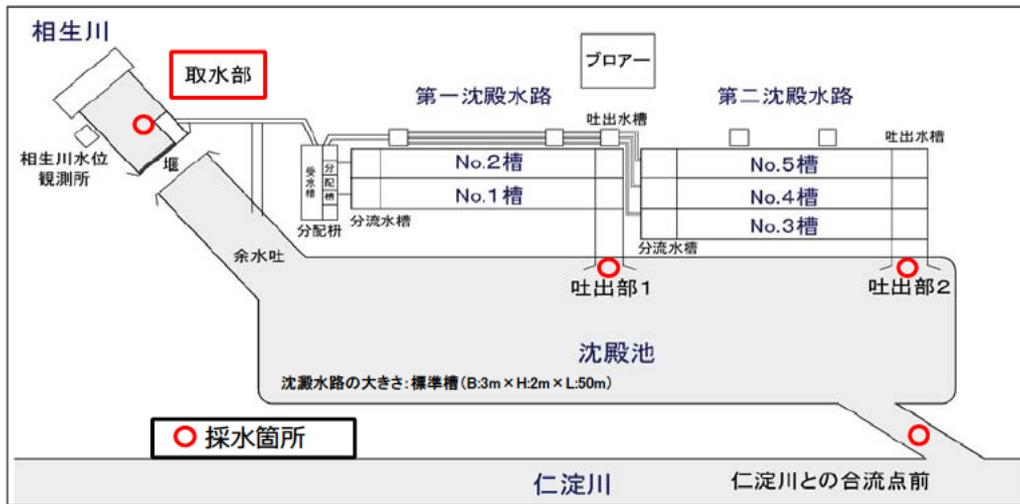 相生川
取水部
ブロアー
第一沈殿水路
第二沈殿水路
吐出水槽
吐出水槽
相生川水位
観測所
堰
受水槽
分配槽
No.2槽
No.1槽
No.5槽
No.4槽
No.3槽
分配枡
分流水槽
分流水槽
余水吐
吐出部1
吐出部2
沈殿池
沈澱水路の大きさ:標準槽(B:3m×H:2m×L:50m)
採水箇所
仁淀川
仁淀川との合流点前